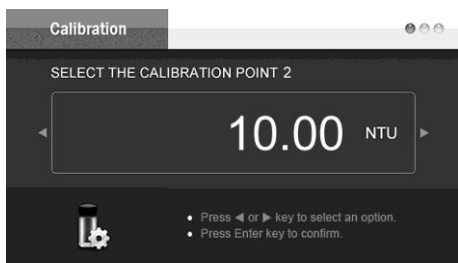 Calibration
SELECT THE CALIBRATION POINT 2
◀ 10.00 NTU ▶
• Press ◀ or ▶ key to select an option.
• Press Enter key to confirm.